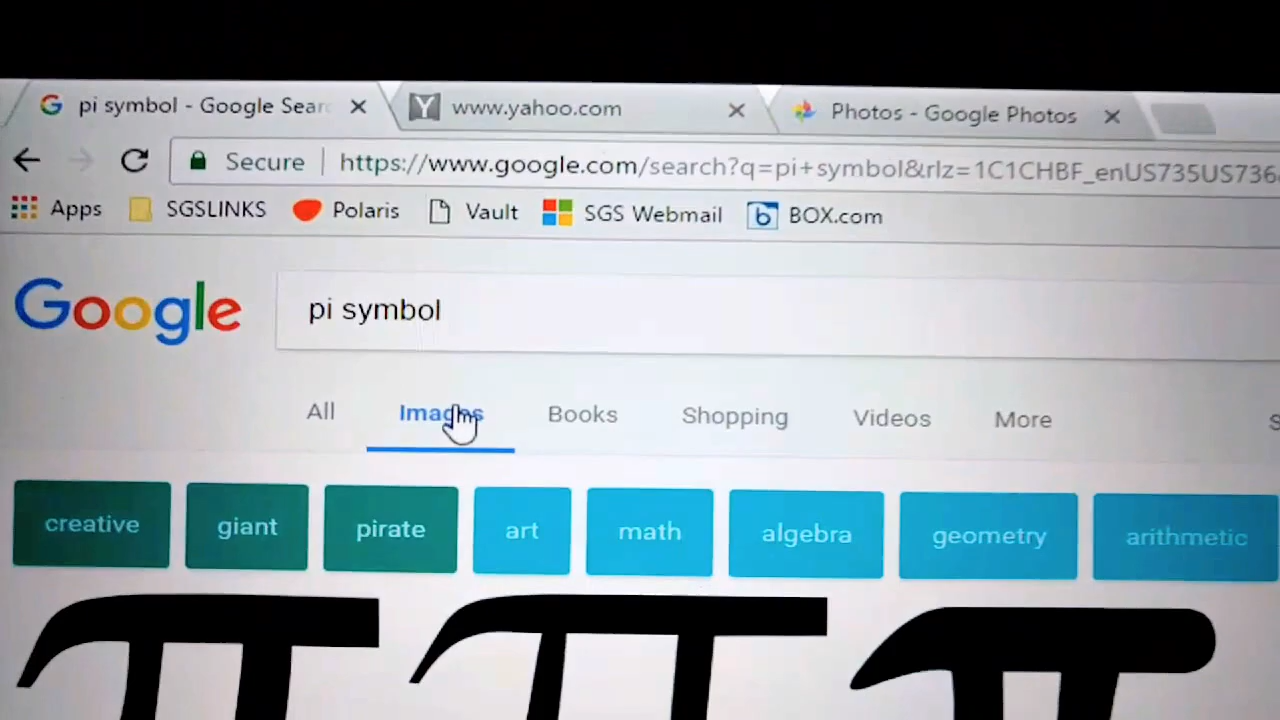 pi symbol - Google Sear
www.yahoo.com
Photos - Google Photos
Secure
https://www.google.com/search?q=pi+symbol&rlz=1C1CHBF_enUS735US736
Apps
SGSLINKS
Polaris
Vault
SGS Webmail
BOX.com
Google
pi symbol
All
Images
Books
Shopping
Videos
More
creative
giant
pirate
art
math
algebra
geometry
arithmetic
π π π